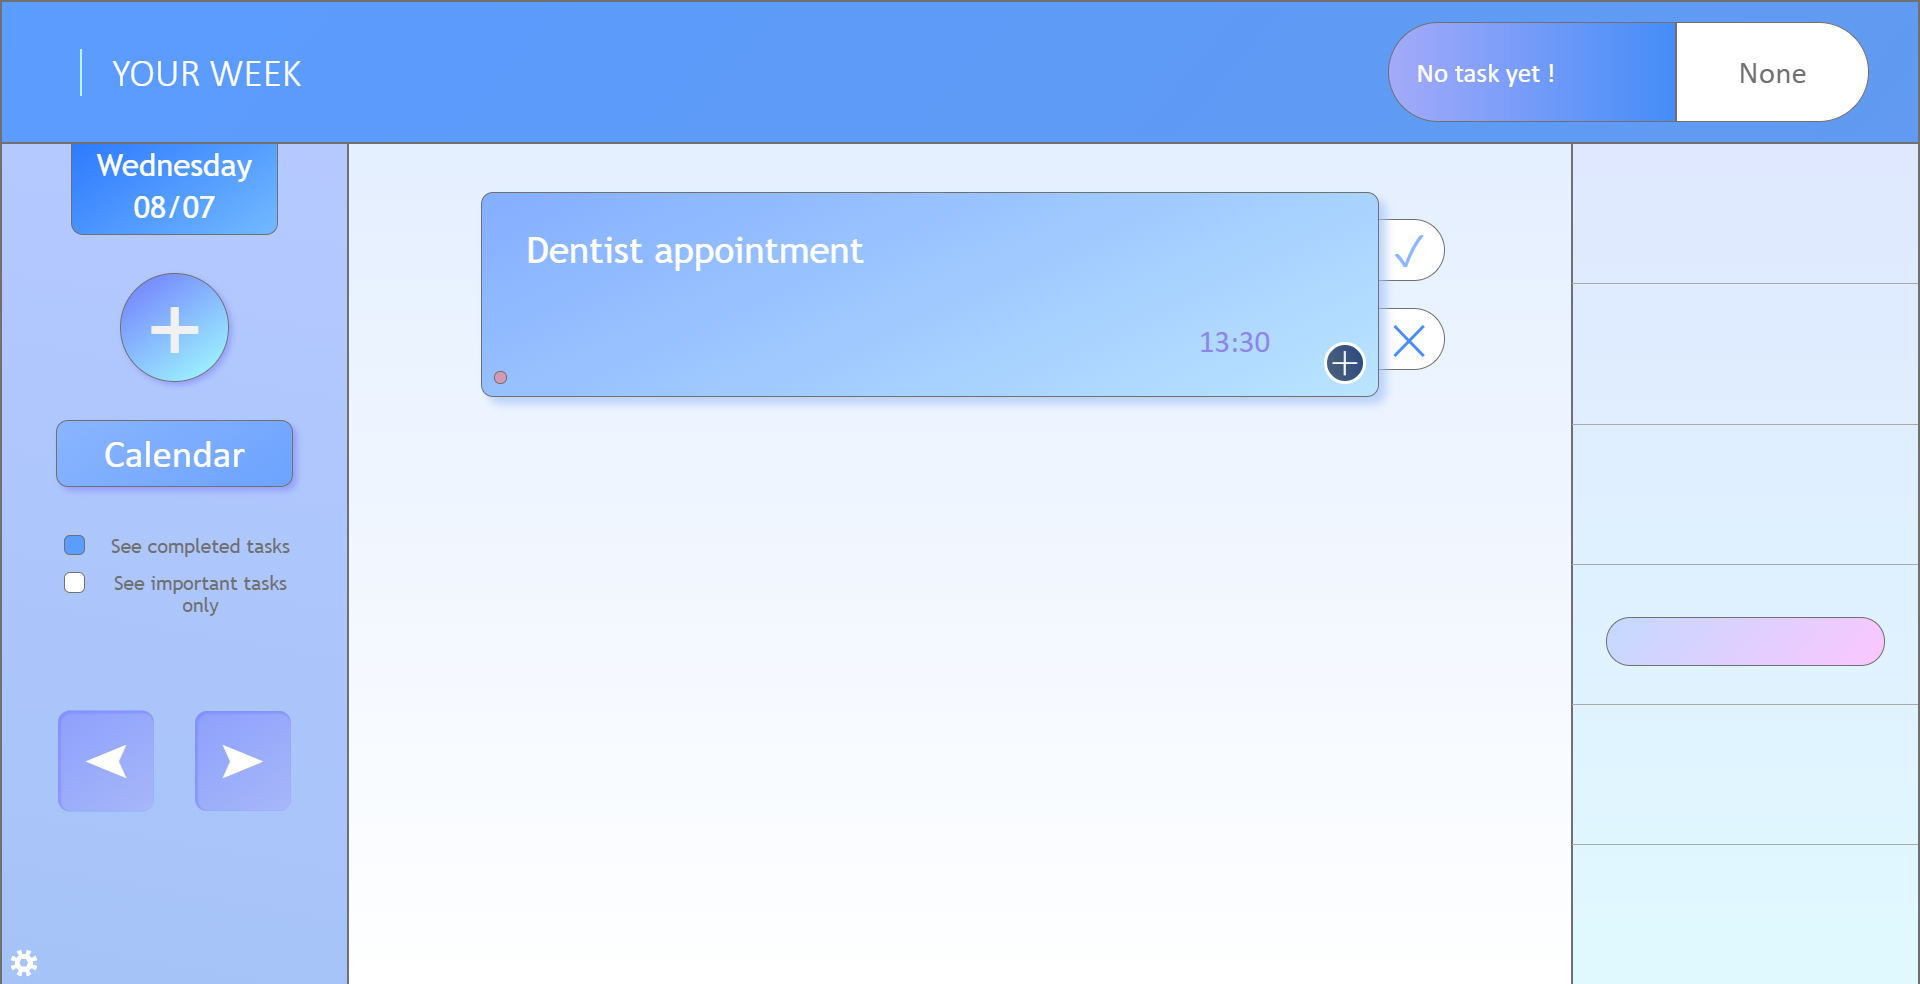 YOUR WEEK
No task yet !
None
Wednesday
08/07
Dentist appointment
13:30
Calendar
See completed tasks
See important tasks
only